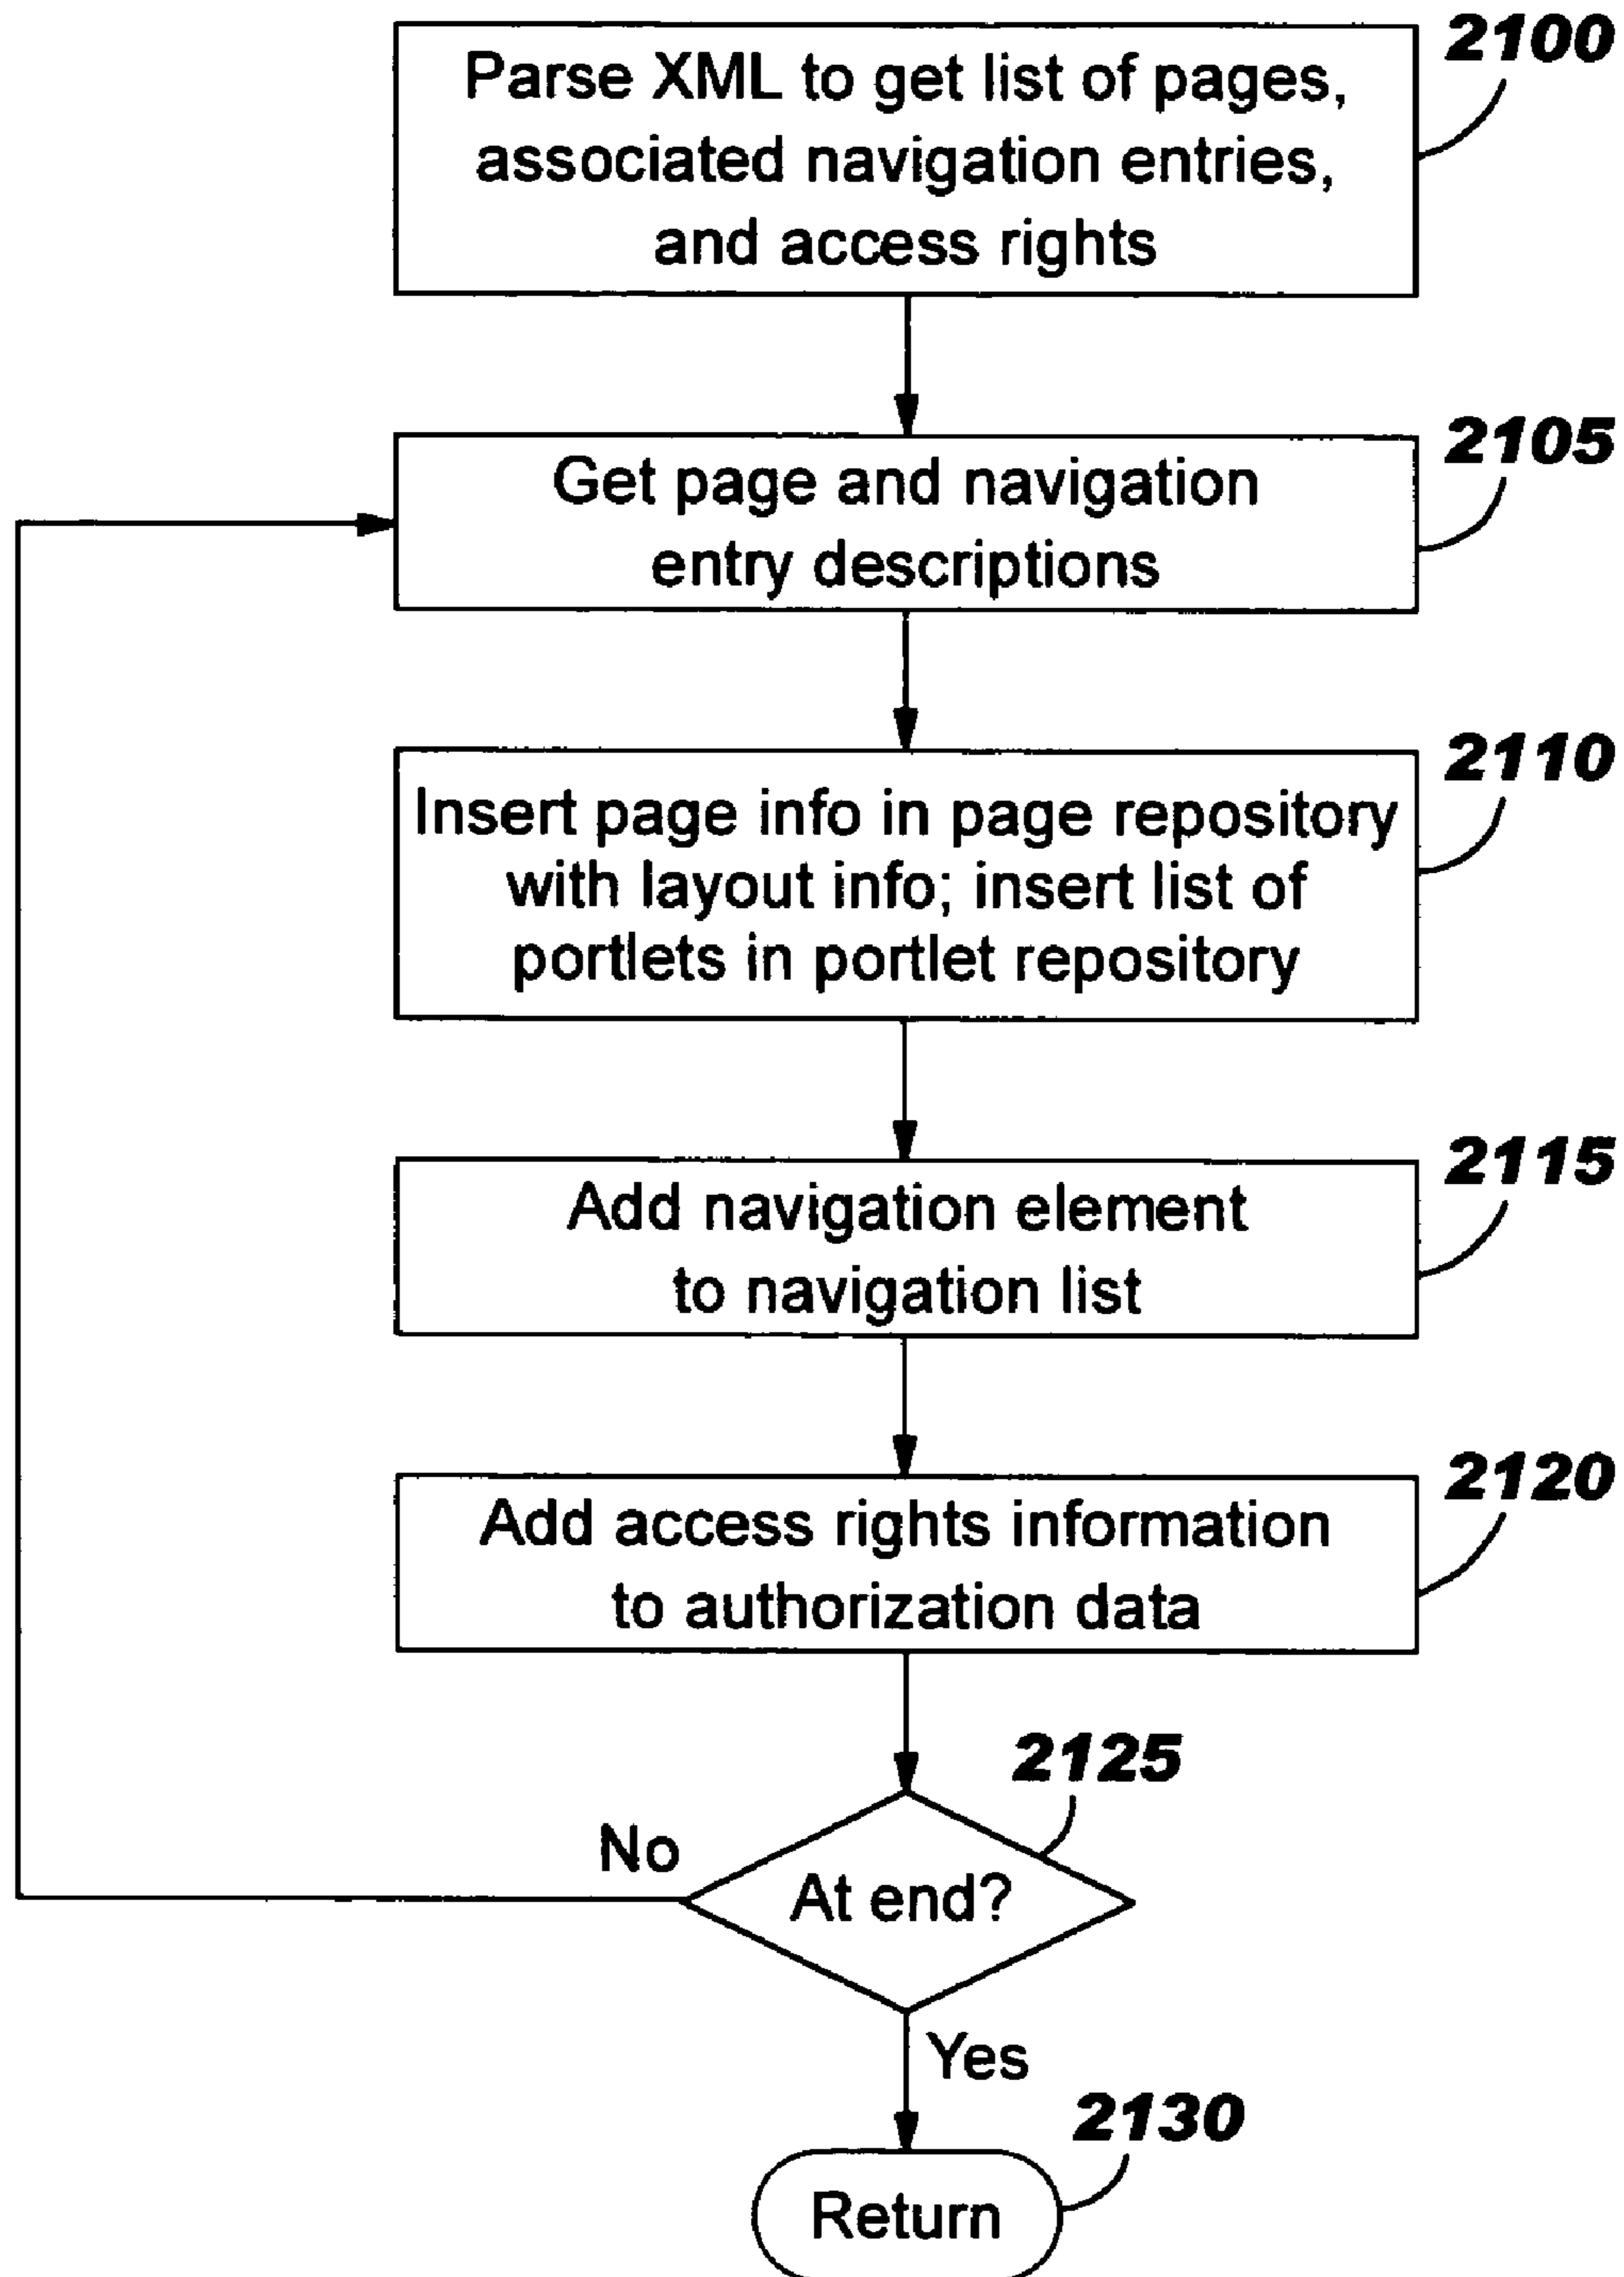 2100
Parse XML to get list of pages,
associated navigation entries,
and access rights
2105
Get page and navigation
entry descriptions
2110
Insert page info in page repository
with layout info; insert list of
portlets in portlet repository
2115
Add navigation element
to navigation list
2120
Add access rights information
to authorization data
2125
No
At end?
Yes
2130
Return